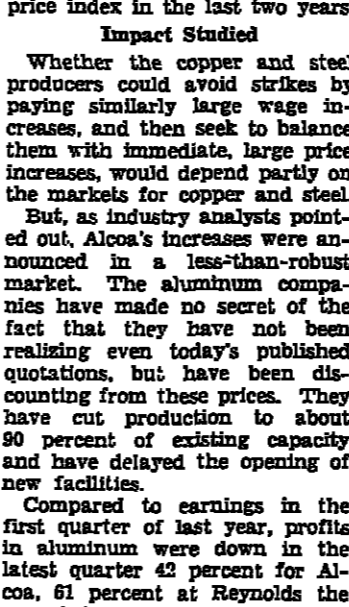 price index in the last two years
Impact Studied
Whether the copper and steel
producers could avoid strikes by
paying similarly large wage in-
creases, and then seek to balance
them with immediate, large price
increases, would depend partly on
the markets for copper and steel.
But, as industry analysts point-
ed out, Alcoa's increases were an-
nounced in a less-than-robust
market. The aluminum compa-
nies have made no secret of the
fact that they have not been
realizing even today's published
quotations, but have been dis-
counting from these prices. They
have cut production to about
90 percent of existing capacity
and have delayed the opening of
new facilities.
Compared to earnings in the
first quarter of last year, profits
in aluminum were down in the
latest quarter 42 percent for Al-
coa, 61 percent at Reynolds the